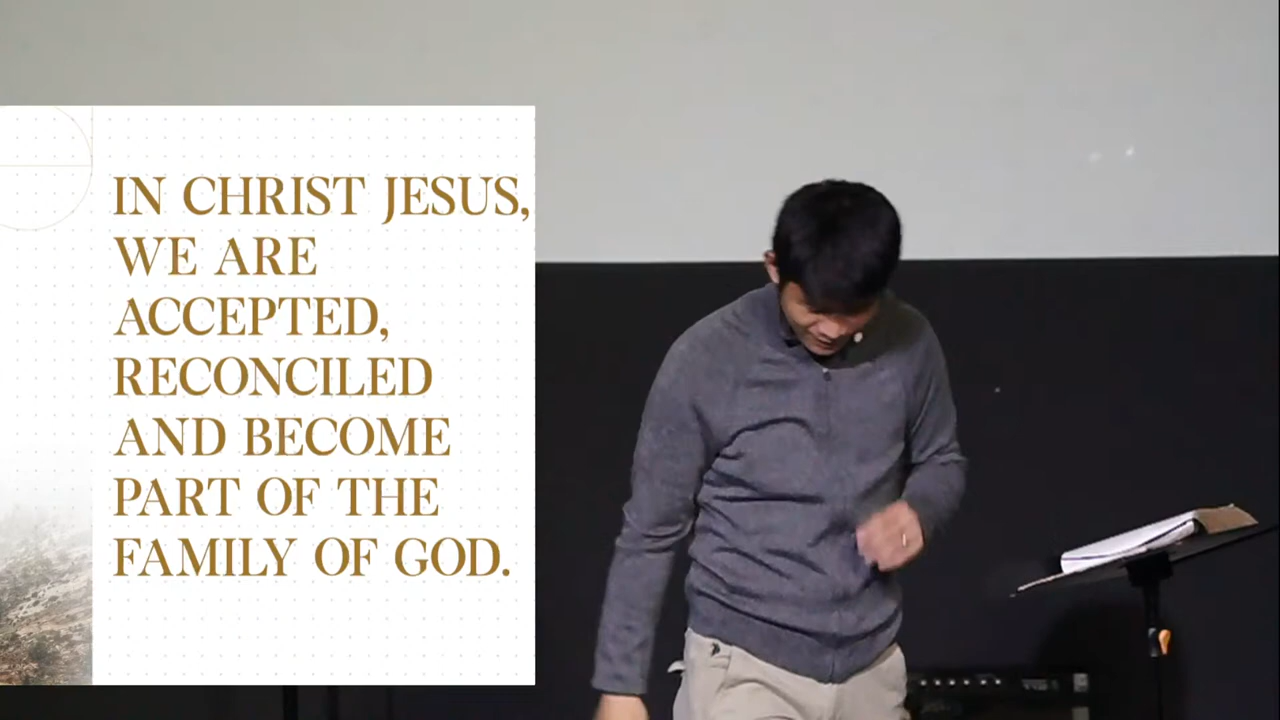 IN CHRIST JESUS,
WE ARE
ACCEPTED,
RECONCILED
AND BECOME
PART OF THE
FAMILY OF GOD.